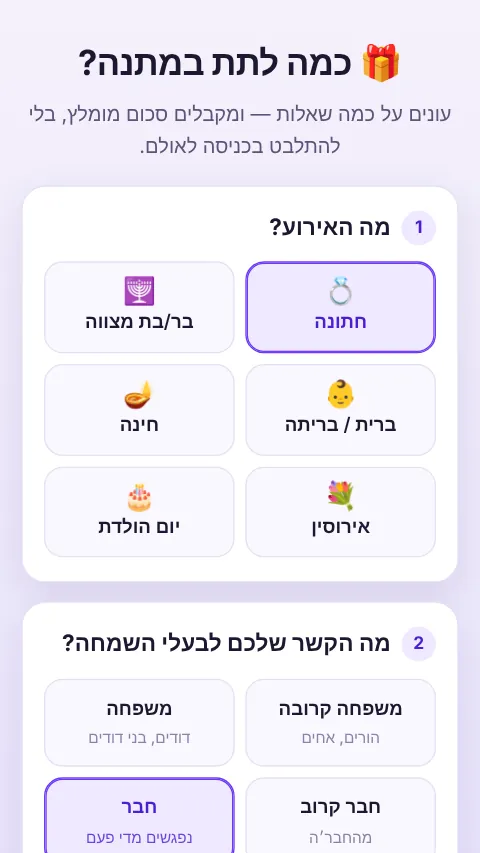 🎁 כמה לתת במתנה?
עונים על כמה שאלות — ומקבלים סכום מומלץ, בלי
להתלבט בכניסה לאולם.
1 מה האירוע?
חתונה
בר/בת מצווה
ברית / בריתה
חינה
אירוסין
יום הולדת
2 מה הקשר שלכם לבעלי השמחה?
משפחה קרובה
הורים, אחים
משפחה
דודים, בני דודים
חבר קרוב
מהחבר׳ה
חבר
נפגשים מדי פעם